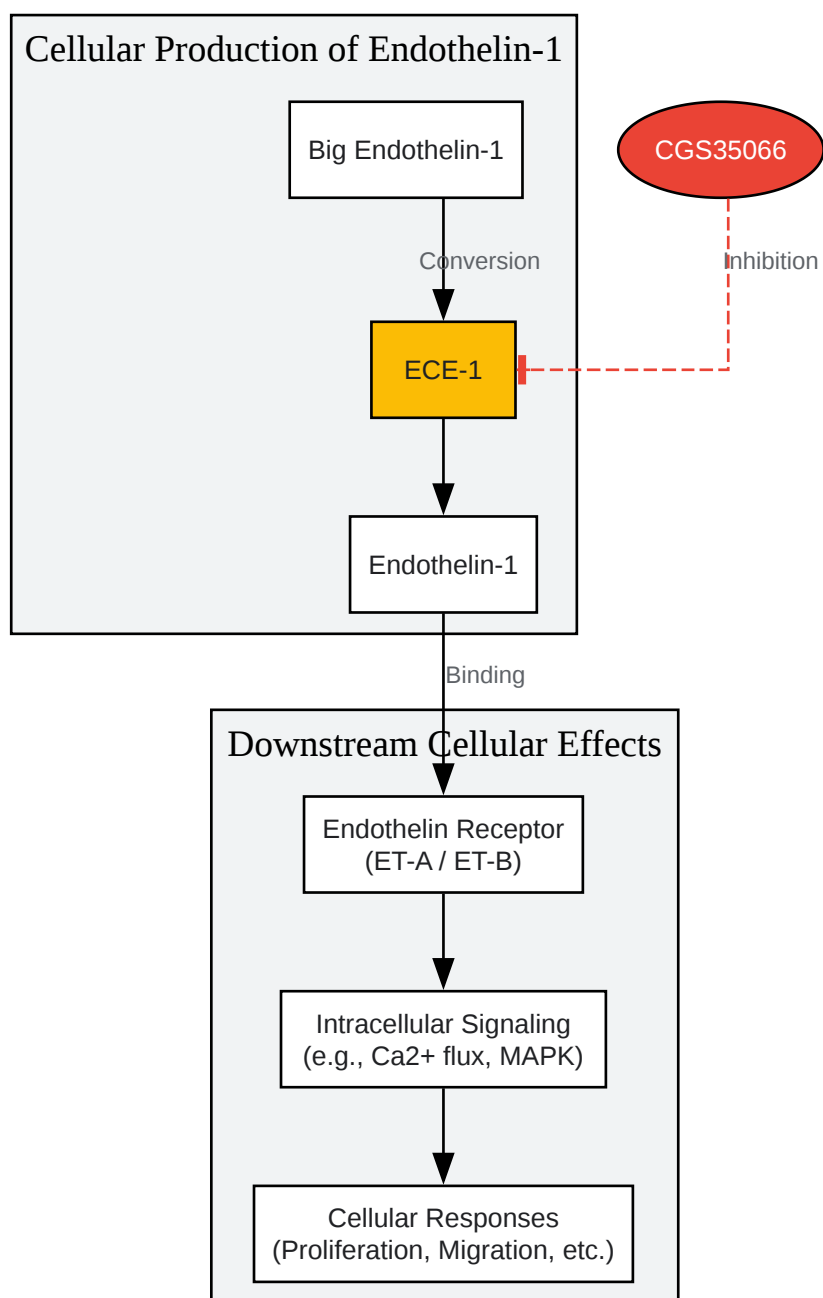 Cellular Production of Endothelin-1
Big Endothelin-1
CGS35066
Conversion
Inhibition
ECE-1
Endothelin-1
Binding
Downstream Cellular Effects
Endothelin Receptor
(ET-A / ET-B)
Intracellular Signaling
(e.g., Ca2+ flux, MAPK)
Cellular Responses
(Proliferation, Migration, etc.)